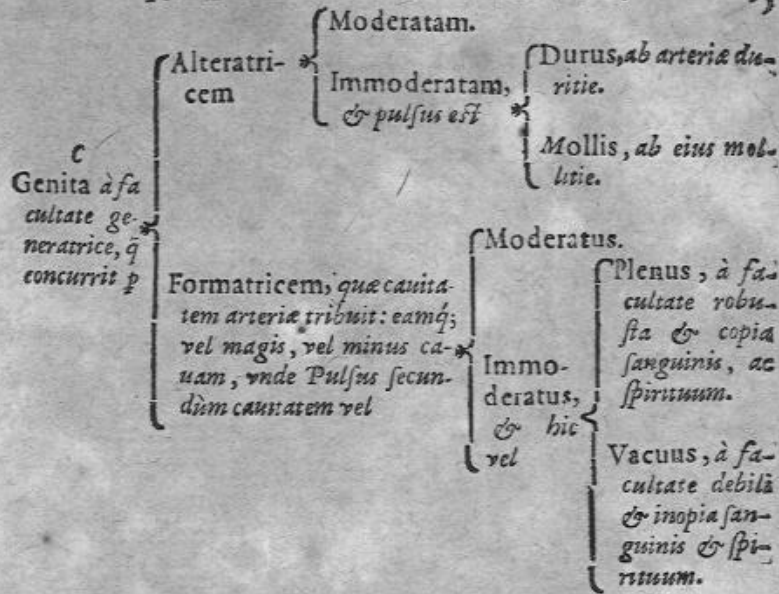 C
Genita à fa
cultate ge-
neratrice, q̃
concurrit p
Alteratri-
cem
Moderatam.
Immoderatam,
& pulſus eſt
Durus, ab arteriæ du-
ritie.
Mollis, ab eius mol-
litie.
Formatricem, quæ cauita-
tem arteriæ tribuit: eamq́;
vel magis, vel minus ca-
uam, vnde Pulſus ſecun-
dùm cauitatem vel
Moderatus.
Immo-
deratus,
& hic
vel
Plenus, à fa-
cultate robu-
ſta & copia
ſanguinis, ac
ſpirituum.
Vacuus, à fa-
cultate debili
& inopia ſan-
guinis & ſpi-
rituum.